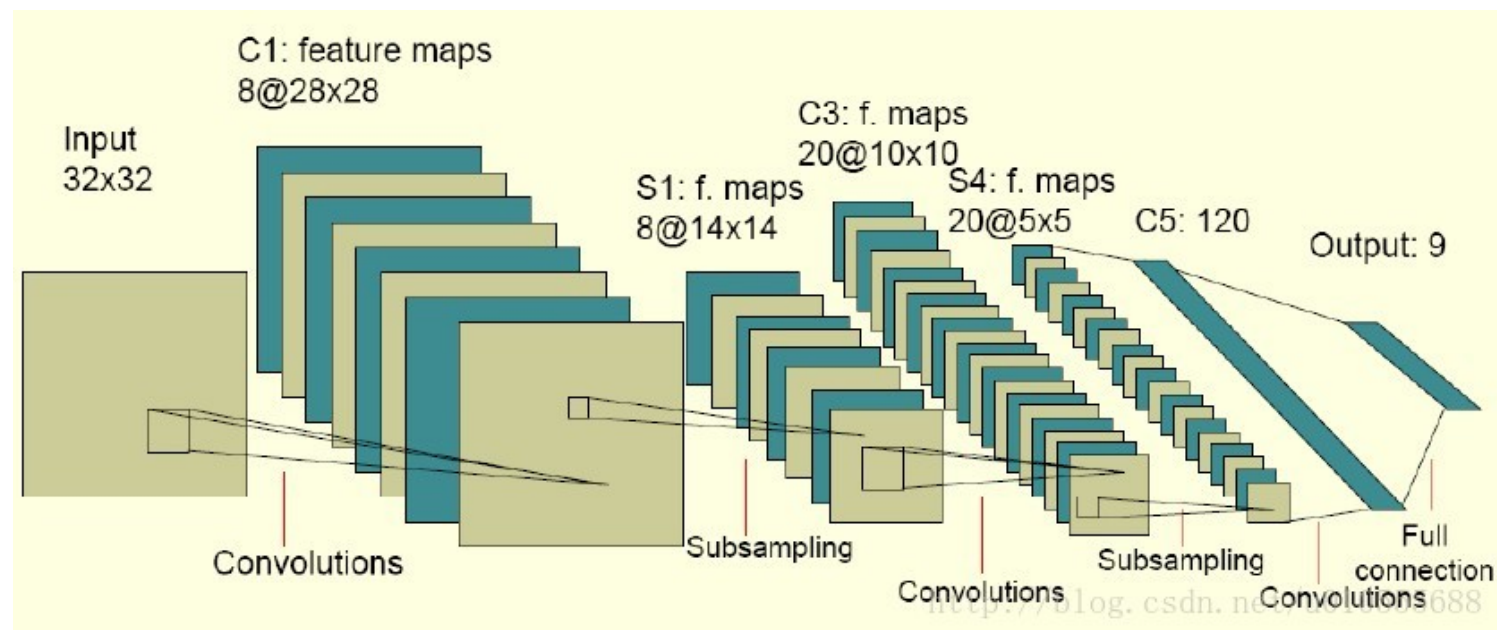 C1: feature maps
8@28x28
Input
32x32
C3: f. maps
20@10x10
S1: f. maps
8@14x14
S4: f. maps
20@5x5
C5: 120
Output: 9
Convolutions
Subsampling
Convolutions
Subsampling
Convolutions
Full
connection